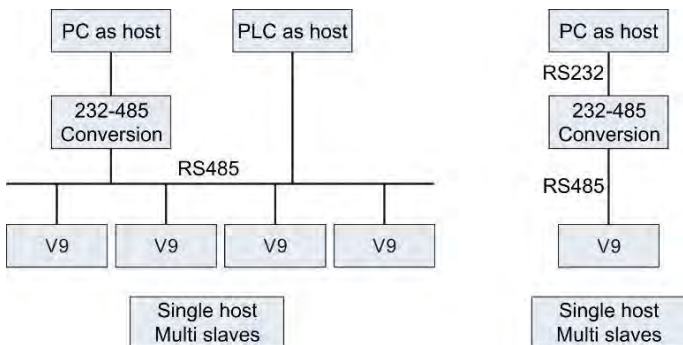 PC as host
PLC as host
232-485
Conversion
RS485
V9
V9
V9
V9
Single host
Multi slaves
PC as host
RS232
232-485
Conversion
RS485
V9
Single host
Multi slaves